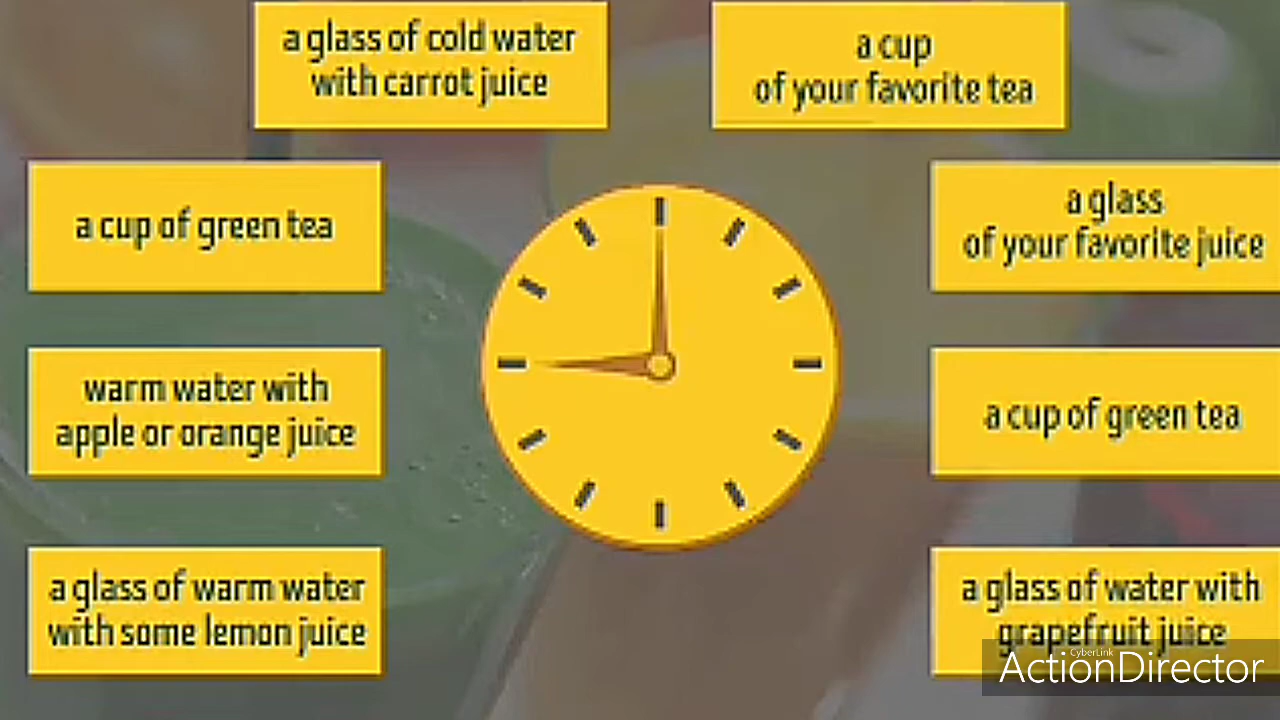 a glass of cold water
with carrot juice
a cup
of your favorite tea
a cup of green tea
a glass
of your favorite juice
warm water with
apple or orange juice
a cup of green tea
a glass of warm water
with some lemon juice
a glass of water with
grapefruit juice
CyberLink
ActionDirector